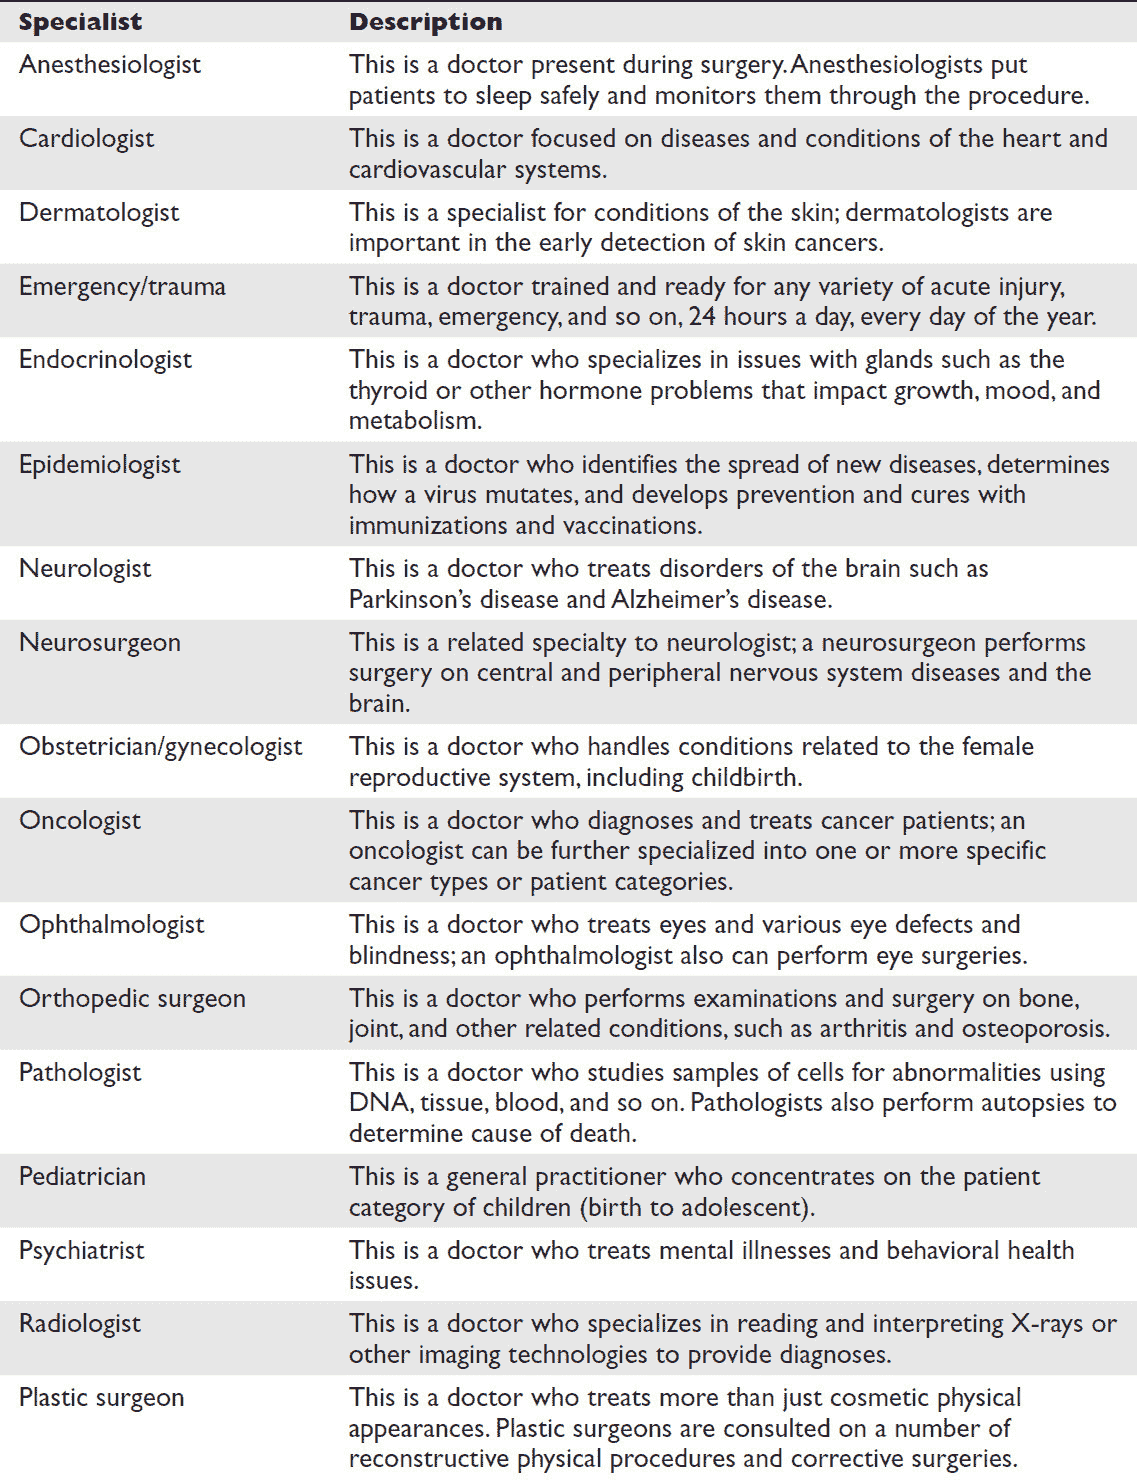 Specialist Description
Anesthesiologist This is a doctor present during surgery. Anesthesiologists put
patients to sleep safely and monitors them through the procedure.
Cardiologist This is a doctor focused on diseases and conditions of the heart and
cardiovascular systems.
Dermatologist This is a specialist for conditions of the skin; dermatologists are
important in the early detection of skin cancers.
Emergency/trauma This is a doctor trained and ready for any variety of acute injury,
trauma, emergency, and so on, 24 hours a day, every day of the year.
Endocrinologist This is a doctor who specializes in issues with glands such as the
thyroid or other hormone problems that impact growth, mood, and
metabolism.
Epidemiologist This is a doctor who identifies the spread of new diseases, determines
how a virus mutates, and develops prevention and cures with
immunizations and vaccinations.
Neurologist This is a doctor who treats disorders of the brain such as
Parkinson's disease and Alzheimer's disease.
Neurosurgeon This is a related specialty to neurologist; a neurosurgeon performs
surgery on central and peripheral nervous system diseases and the
brain.
Obstetrician/gynecologist This is a doctor who handles conditions related to the female
reproductive system, including childbirth.
Oncologist This is a doctor who diagnoses and treats cancer patients; an
oncologist can be further specialized into one or more specific
cancer types or patient categories.
Ophthalmologist This is a doctor who treats eyes and various eye defects and
blindness; an ophthalmologist also can perform eye surgeries.
Orthopedic surgeon This is a doctor who performs examinations and surgery on bone,
joint, and other related conditions, such as arthritis and osteoporosis.
Pathologist This is a doctor who studies samples of cells for abnormalities using
DNA, tissue, blood, and so on. Pathologists also perform autopsies to
determine cause of death.
Pediatrician This is a general practitioner who concentrates on the patient
category of children (birth to adolescent).
Psychiatrist This is a doctor who treats mental illnesses and behavioral health
issues.
Radiologist This is a doctor who specializes in reading and interpreting X-rays or
other imaging technologies to provide diagnoses.
Plastic surgeon This is a doctor who treats more than just cosmetic physical
appearances. Plastic surgeons are consulted on a number of
reconstructive physical procedures and corrective surgeries.